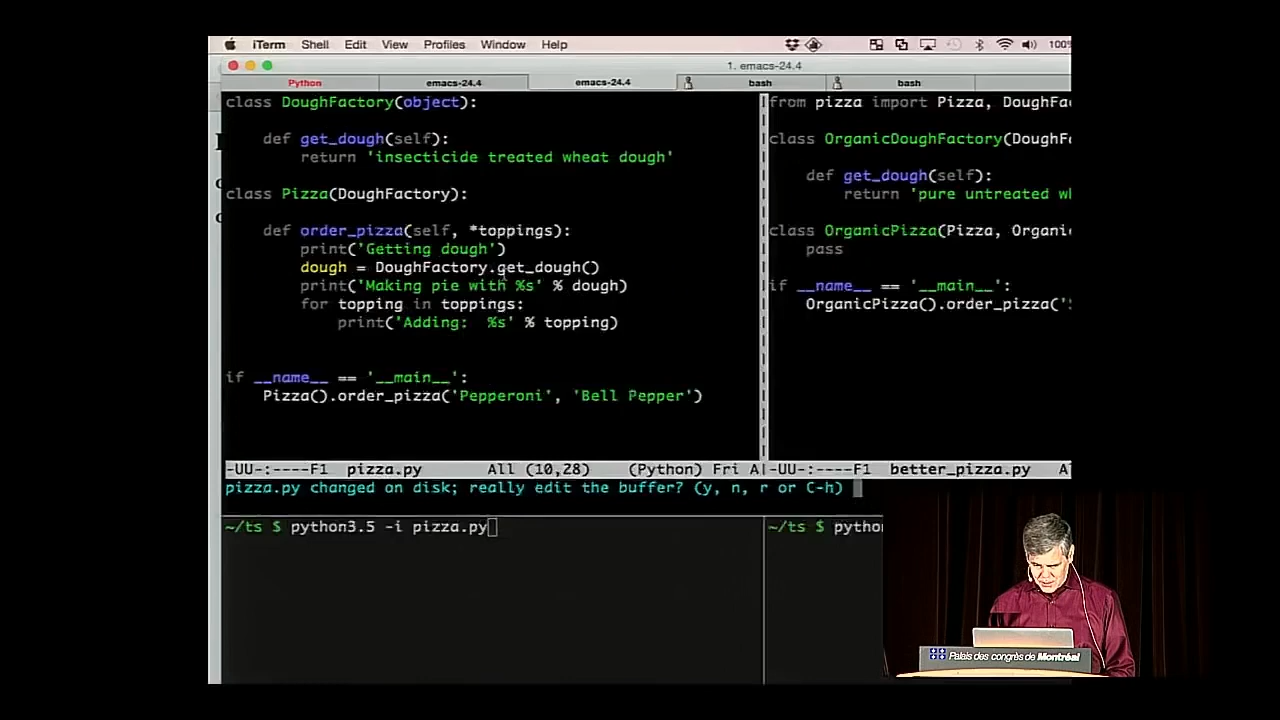 iTerm Shell Edit View Profiles Window Help 100%
1. emacs-24.4
Python emacs-24.4 emacs-24.4 bash bash
class DoughFactory(object):
def get_dough(self):
return 'insecticide treated wheat dough'
class Pizza(DoughFactory):
def order_pizza(self, *toppings):
print('Getting dough')
dough = DoughFactory.get_dough()
print('Making pie with %s' % dough)
for topping in toppings:
print('Adding:  %s' % topping)
if __name__ == '__main__':
Pizza().order_pizza('Pepperoni', 'Bell Pepper')
-UU-:----F1 pizza.py All (10,28) (Python) Fri A
pizza.py changed on disk; really edit the buffer? (y, n, r or C-h)
~/ts $ python3.5 -i pizza.py
from pizza import Pizza, DoughFac
class OrganicDoughFactory(DoughF
def get_dough(self):
return 'pure untreated wh
class OrganicPizza(Pizza, Organi
pass
if __name__ == '__main__':
OrganicPizza().order_pizza('
-UU-:----F1 better_pizza.py A
~/ts $ pytho
Palais des congrès de Montréal